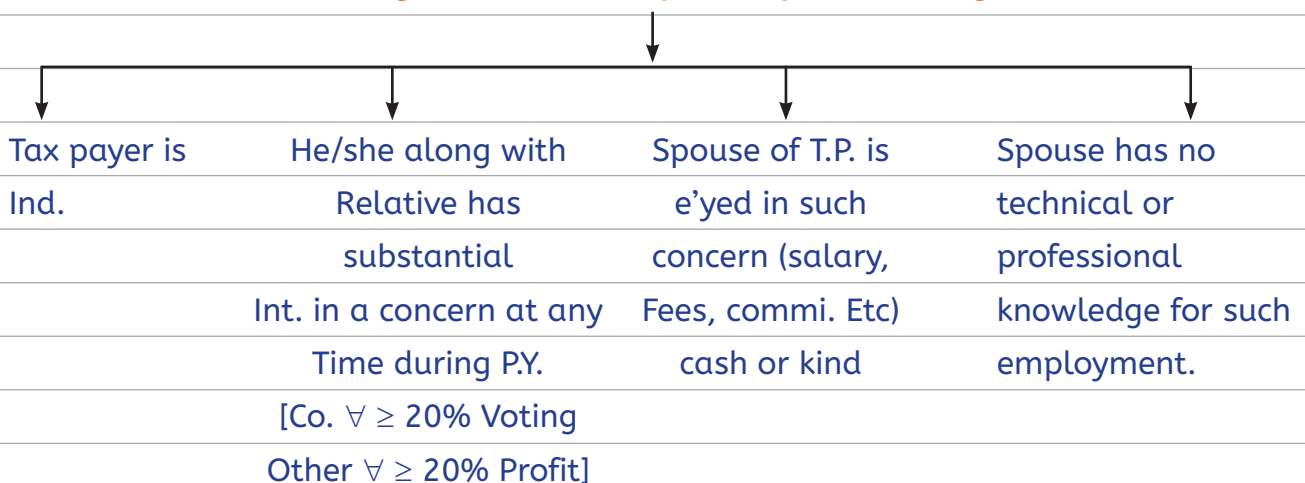 Tax payer is
Ind.
He/she along with
Relative has
substantial
Int. in a concern at any
Time during P.Y.
[Co. ∀ ≥ 20% Voting
Other ∀ ≥ 20% Profit]
Spouse of T.P. is
e'yed in such
concern (salary,
Fees, commi. Etc)
cash or kind
Spouse has no
technical or
professional
knowledge for such
employment.